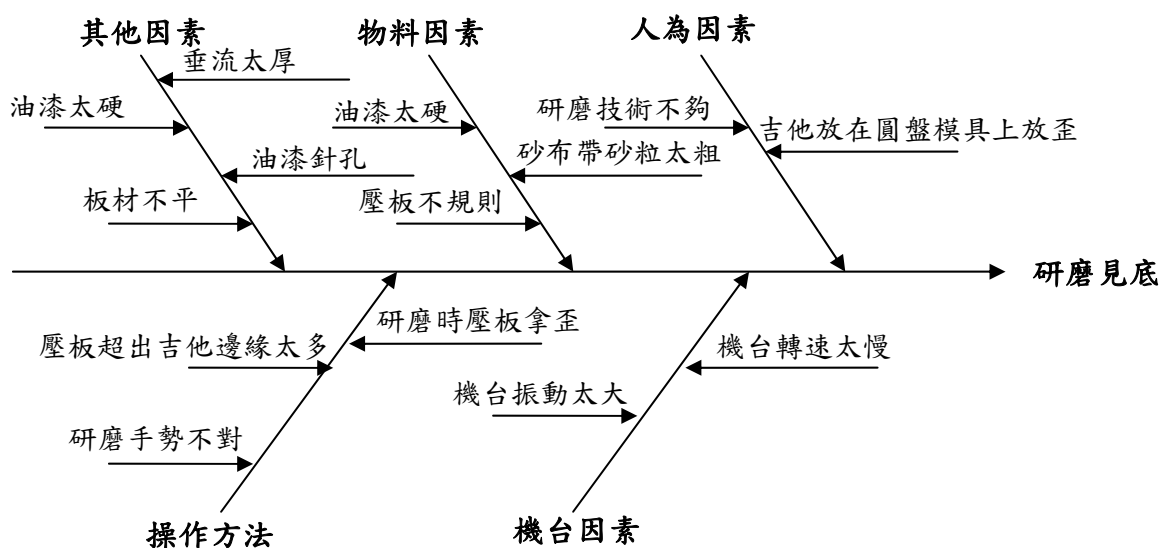 其他因素
物料因素
人為因素
垂流太厚
油漆太硬
油漆太硬
研磨技術不夠
吉他放在圓盤模具上放歪
油漆針孔
砂布帶砂粒太粗
板材不平
壓板不規則
研磨見底
壓板超出吉他邊緣太多
研磨時壓板拿歪
機台轉速太慢
機台振動太大
研磨手勢不對
操作方法
機台因素